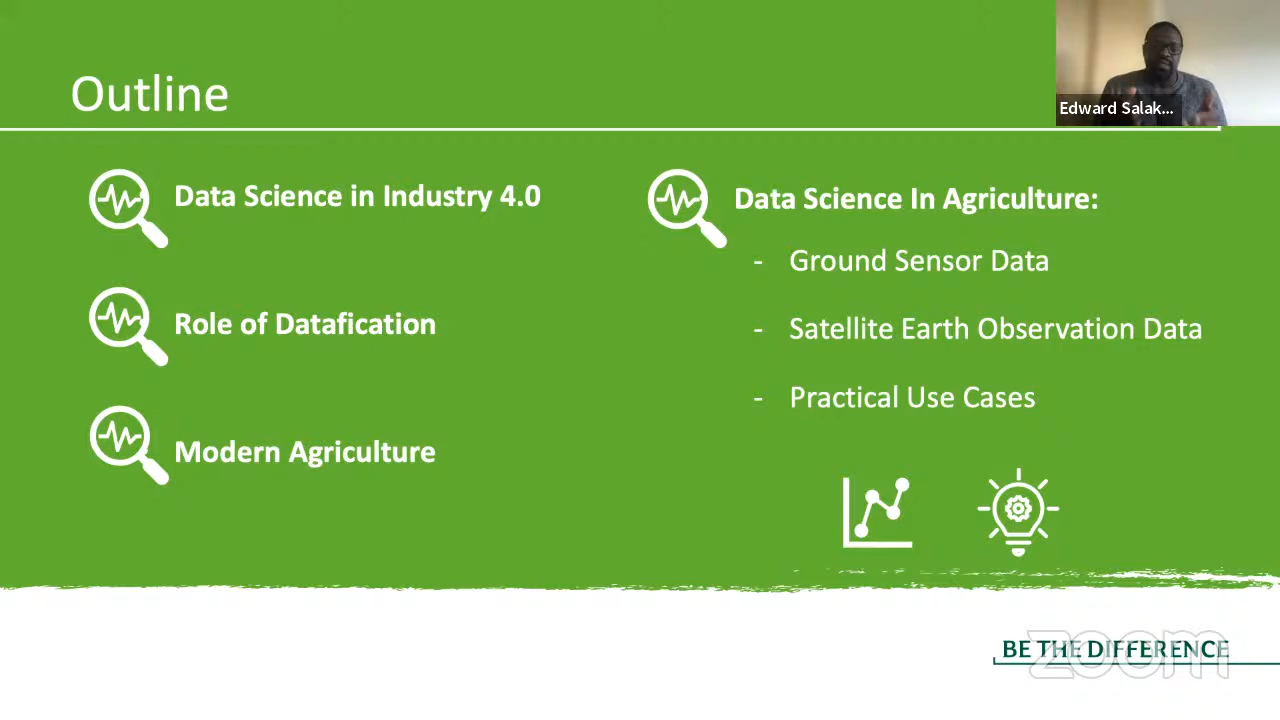 Outline
Edward Salak...
Data Science in Industry 4.0
Role of Datafication
Modern Agriculture
Data Science In Agriculture:
- Ground Sensor Data
- Satellite Earth Observation Data
- Practical Use Cases
BE THE DIFFERENCE
zoom